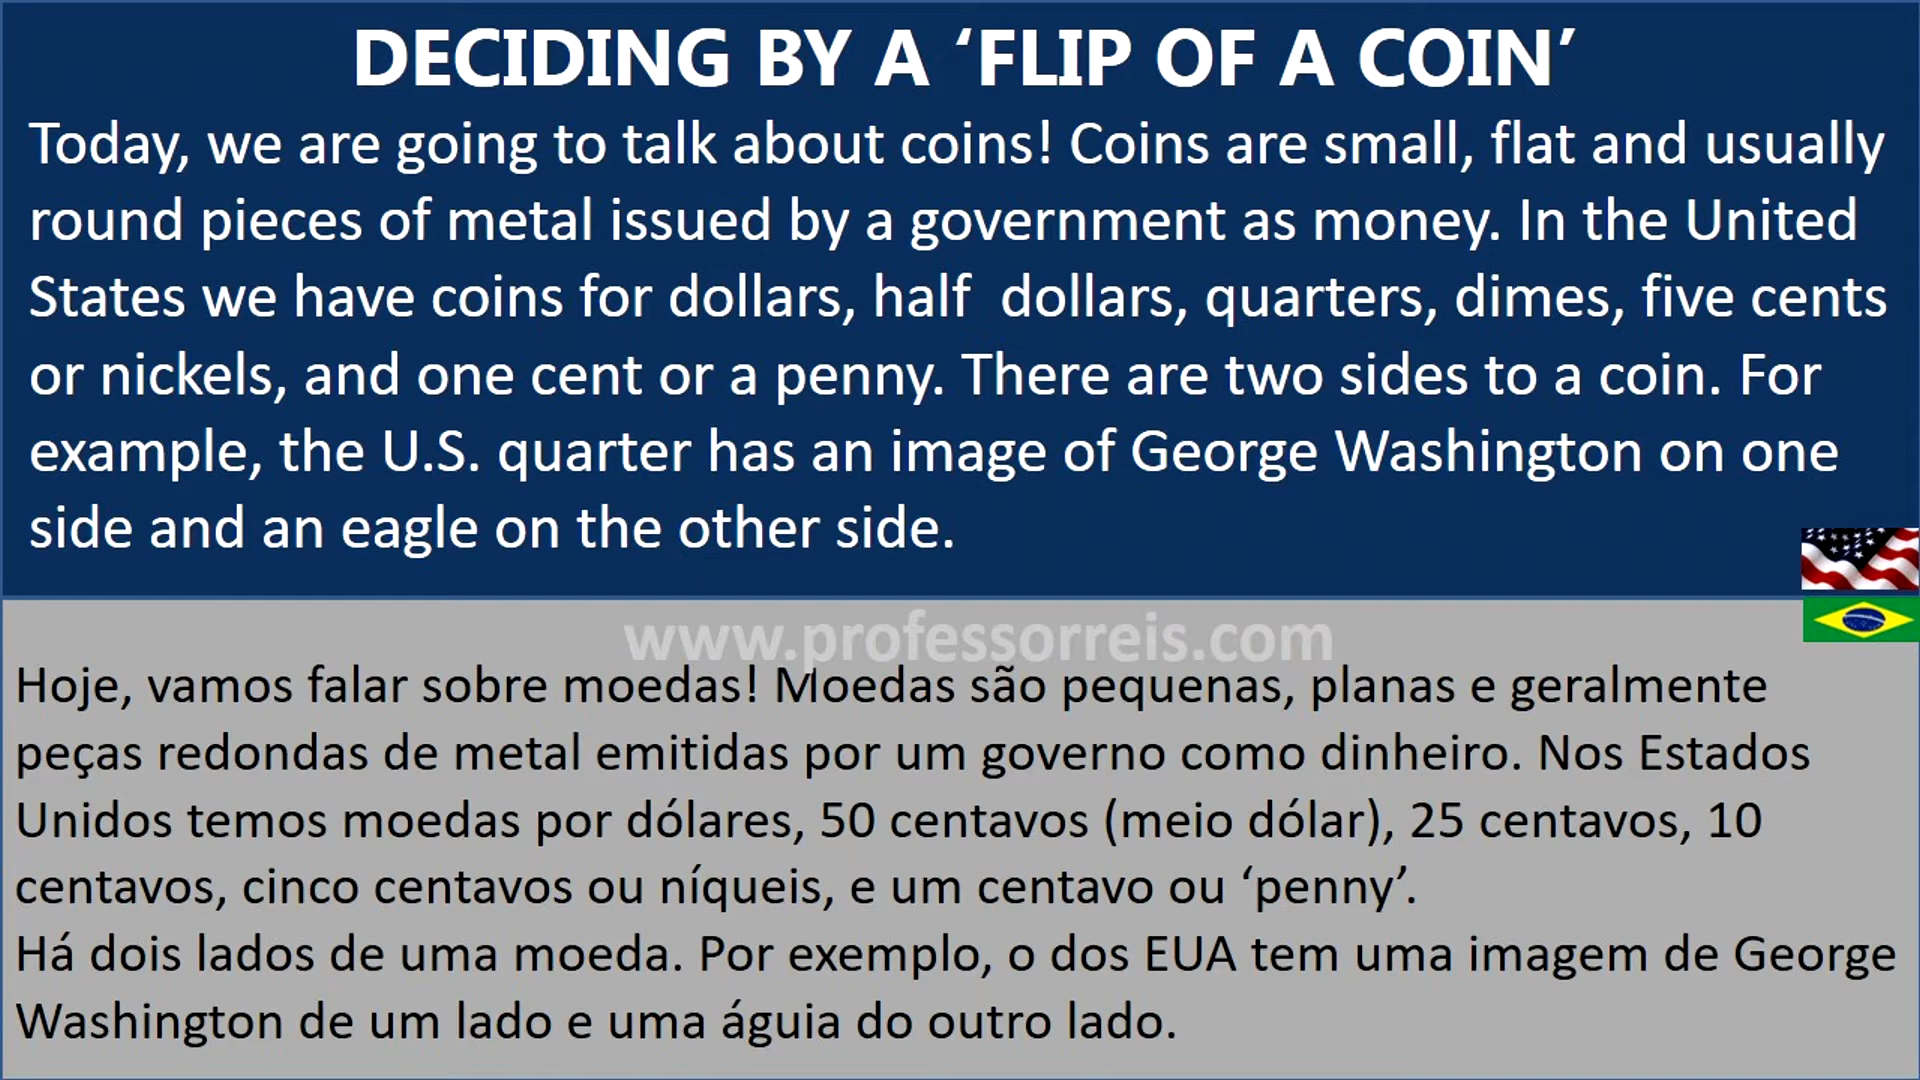 DECIDING BY A ‘FLIP OF A COIN’
Today, we are going to talk about coins! Coins are small, flat and usually
round pieces of metal issued by a government as money. In the United
States we have coins for dollars, half  dollars, quarters, dimes, five cents
or nickels, and one cent or a penny. There are two sides to a coin. For
example, the U.S. quarter has an image of George Washington on one
side and an eagle on the other side.
www.professorreis.com
Hoje, vamos falar sobre moedas! Moedas são pequenas, planas e geralmente
peças redondas de metal emitidas por um governo como dinheiro. Nos Estados
Unidos temos moedas por dólares, 50 centavos (meio dólar), 25 centavos, 10
centavos, cinco centavos ou níqueis, e um centavo ou ‘penny’.
Há dois lados de uma moeda. Por exemplo, o dos EUA tem uma imagem de George
Washington de um lado e uma águia do outro lado.